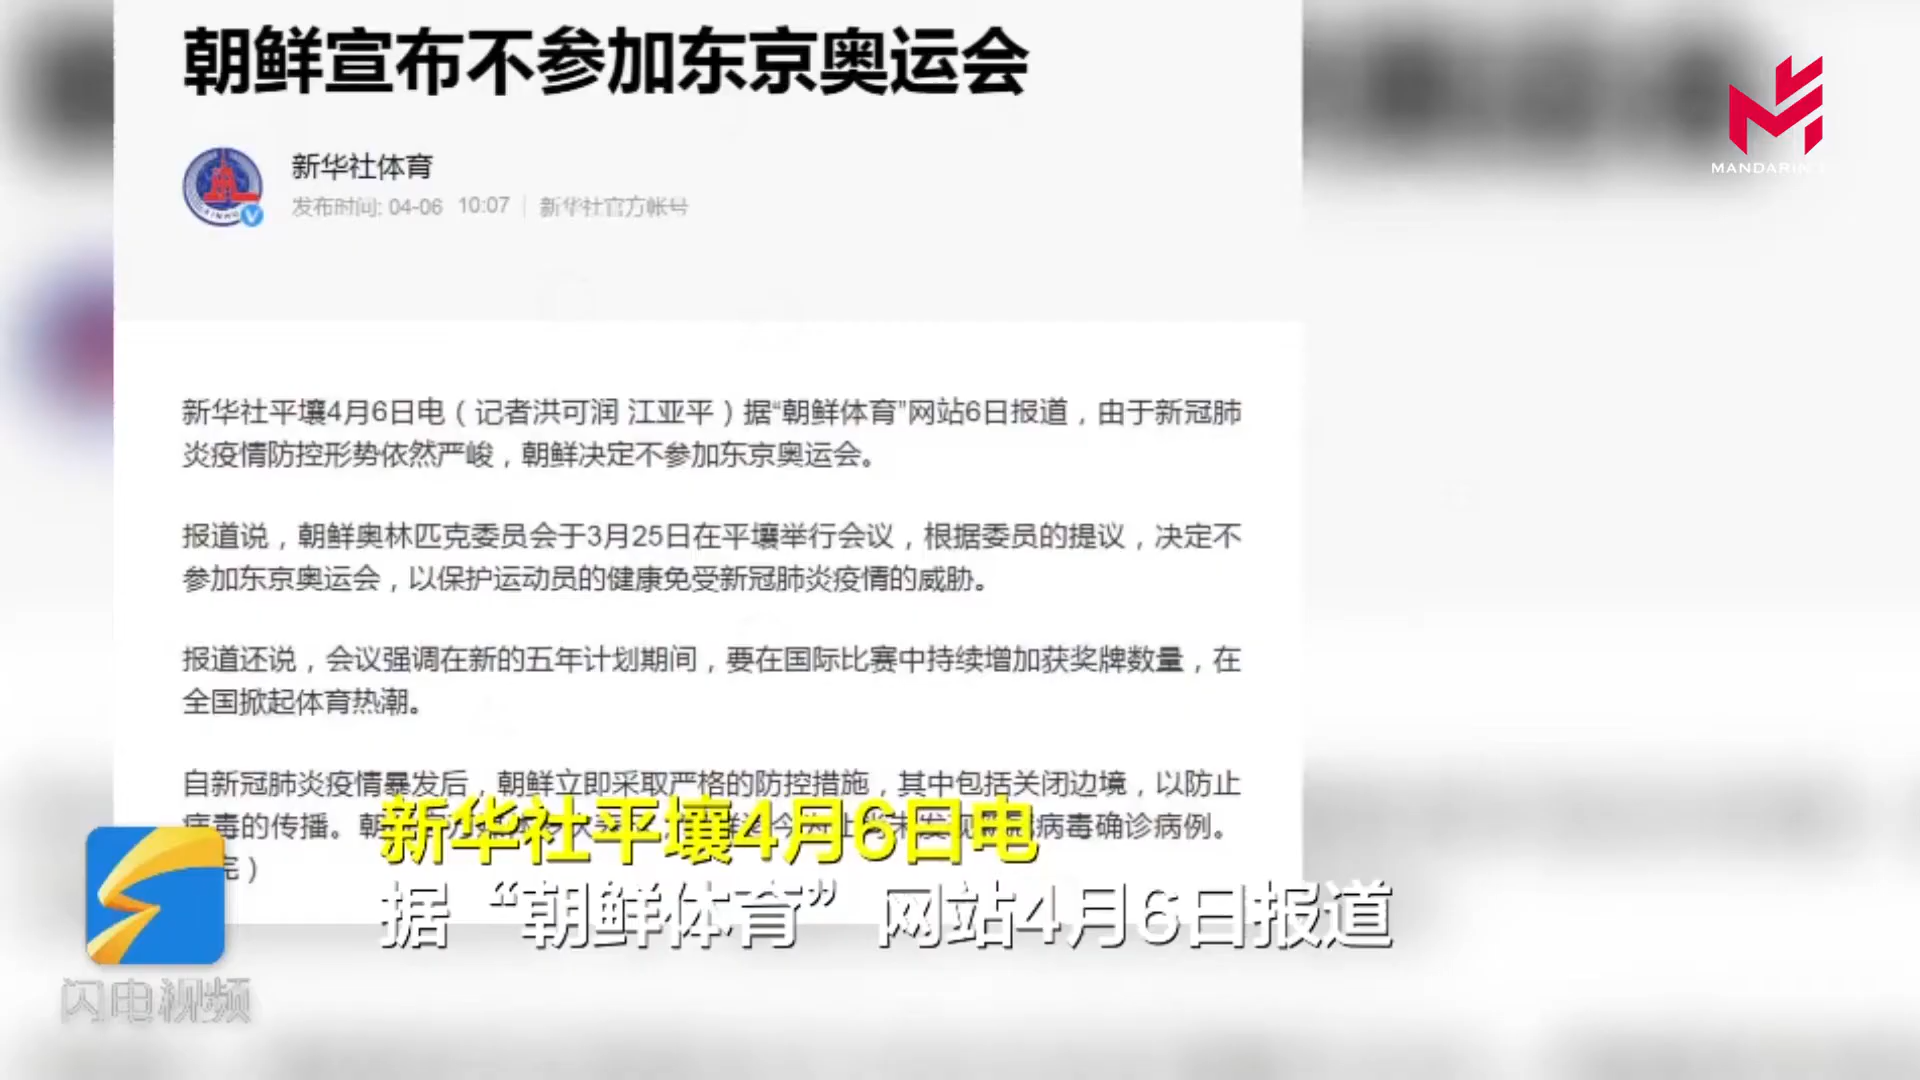 朝鲜宣布不参加东京奥运会
MANDARIN
新华社体育
发布时间: 04-06 10:07 新华社官方帐号
新华社平壤4月6日电（记者洪可润 江亚平）据“朝鲜体育”网站6日报道，由于新冠肺
炎疫情防控形势依然严峻，朝鲜决定不参加东京奥运会。
报道说，朝鲜奥林匹克委员会于3月25日在平壤举行会议，根据委员的提议，决定不
参加东京奥运会，以保护运动员的健康免受新冠肺炎疫情的威胁。
报道还说，会议强调在新的五年计划期间，要在国际比赛中持续增加获奖牌数量，在
全国掀起体育热潮。
自新冠肺炎疫情暴发后，朝鲜立即采取严格的防控措施，其中包括关闭边境，以防止
病毒的传播。朝 病毒确诊病例。
完）
新华社平壤4月6日电
据“朝鲜体育”网站4月6日报道
闪电视频